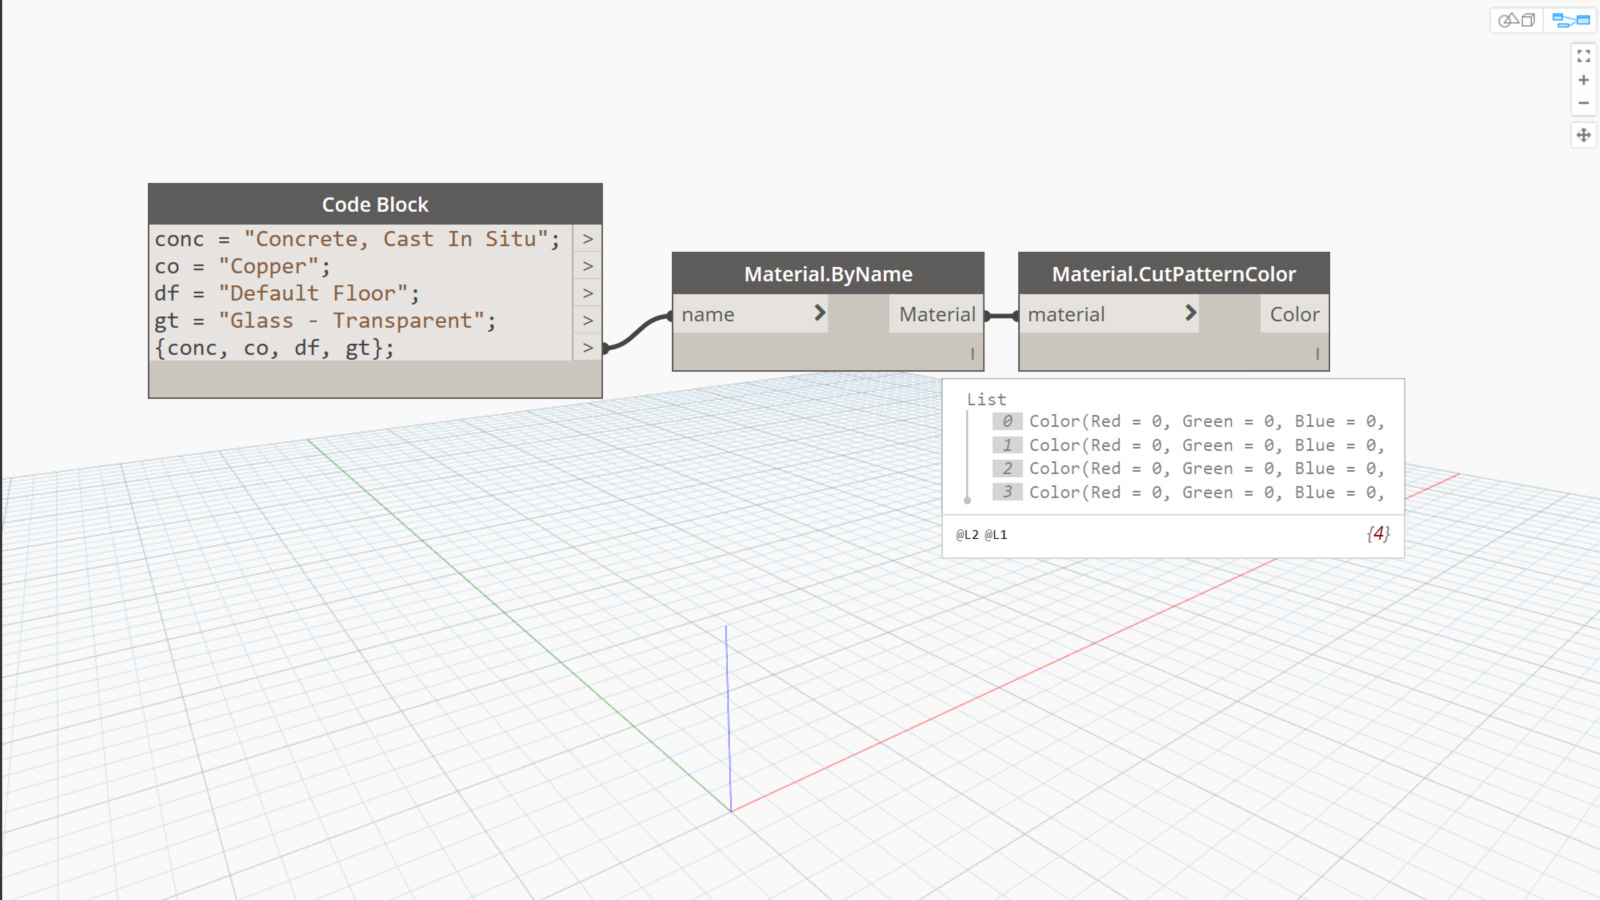 Code Block
conc = "Concrete, Cast In Situ"; >
co = "Copper"; >
df = "Default Floor"; >
gt = "Glass - Transparent"; >
{conc, co, df, gt}; >
Material.ByName
name > Material
l
Material.CutPatternColor
material > Color
l
List
0 Color(Red = 0, Green = 0, Blue = 0,
1 Color(Red = 0, Green = 0, Blue = 0,
2 Color(Red = 0, Green = 0, Blue = 0,
3 Color(Red = 0, Green = 0, Blue = 0,
@L2 @L1 {4}